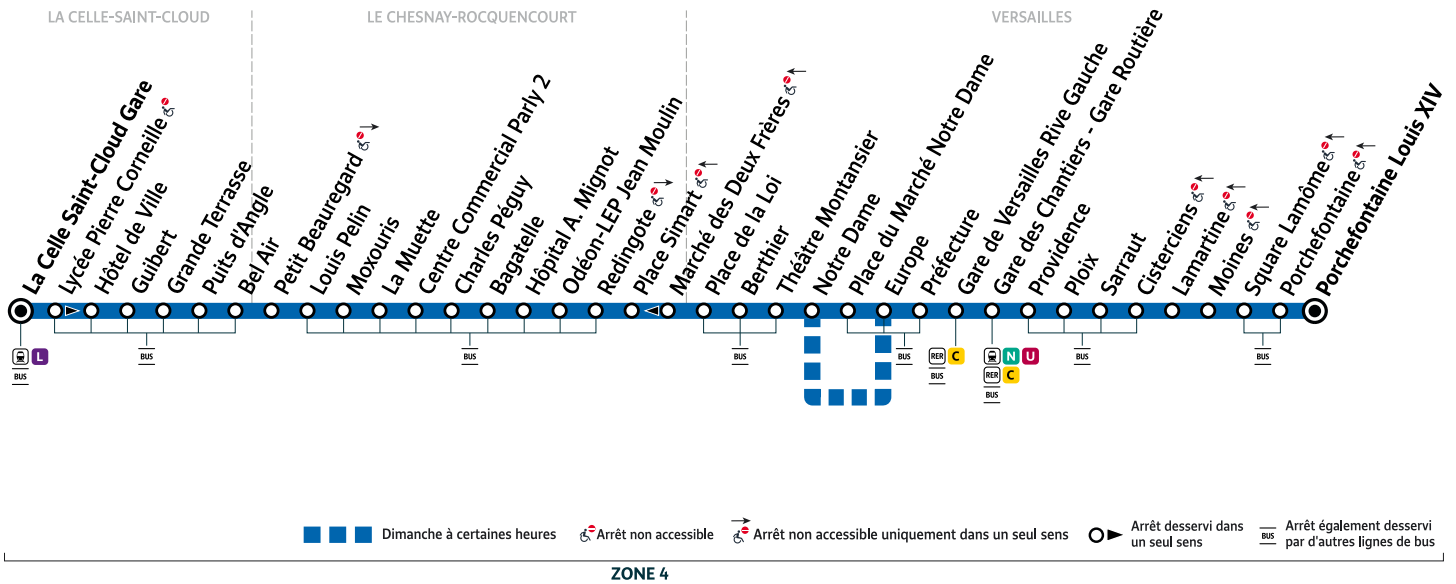 LA CELLE-SAINT-CLOUD
LE CHESNAY-ROCQUENCOURT
VERSAILLES
La Celle Saint-Cloud Gare
Lycée Pierre Corneille
Hôtel de Ville
Guibert
Grande Terrasse
Puits d'Angle
Bel Air
Petit Beauregard
Louis Pelin
Moxouris
La Muette
Centre Commercial Parly 2
Charles Péguy
Bagatelle
Hôpital A. Mignot
Odéon-LEP Jean Moulin
Redingote
Place Simart
Marché des Deux Frères
Place de la Loi
Berthier
Théâtre Montansier
Notre Dame
Place du Marché Notre Dame
Europe
Préfecture
Gare de Versailles Rive Gauche
Gare des Chantiers - Gare Routière
Providence
Ploix
Sarraut
Cisterciens
Lamartine
Moines
Square Lamôme
Porchefontaine
Porchefontaine Louis XIV
L
BUS
BUS
BUS
BUS
BUS
RER C
BUS
N U
RER C
BUS
BUS
BUS
Dimanche à certaines heures
Arrêt non accessible
Arrêt non accessible uniquement dans un seul sens
Arrêt desservi dans
un seul sens
BUS
Arrêt également desservi
par d'autres lignes de bus
ZONE 4